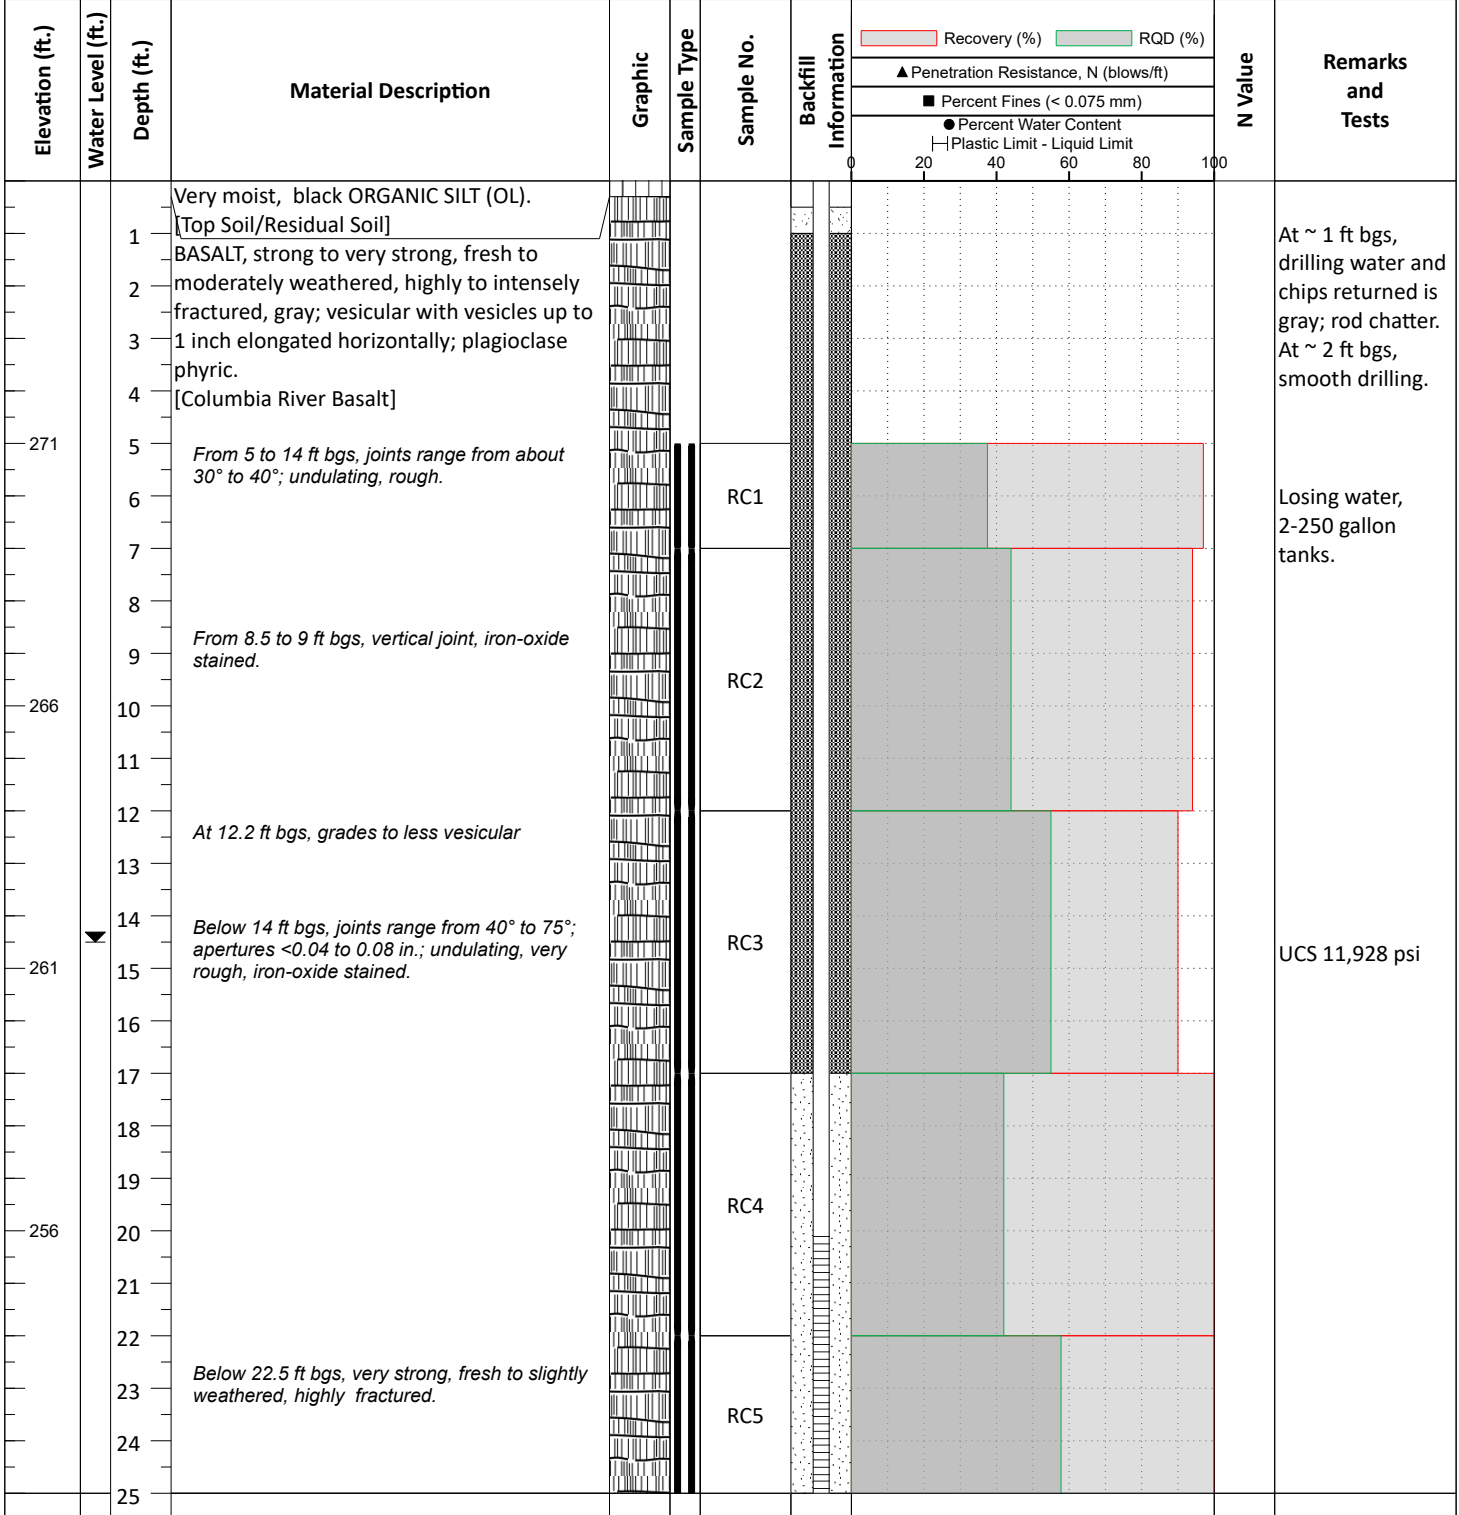 Elevation (ft.)
Water Level (ft.)
Depth (ft.)
Material Description
Graphic
Sample Type
Sample No.
Backfill
Information
Recovery (%) RQD (%)
Penetration Resistance, N (blows/ft)
Percent Fines (< 0.075 mm)
Percent Water Content
Plastic Limit - Liquid Limit
0 20 40 60 80 100
N Value
Remarks
and
Tests
Very moist, black ORGANIC SILT (OL).
[Top Soil/Residual Soil]
BASALT, strong to very strong, fresh to
moderately weathered, highly to intensely
fractured, gray; vesicular with vesicles up to
1 inch elongated horizontally; plagioclase
phyric.
[Columbia River Basalt]
From 5 to 14 ft bgs, joints range from about
30° to 40°; undulating, rough.
From 8.5 to 9 ft bgs, vertical joint, iron-oxide
stained.
At 12.2 ft bgs, grades to less vesicular
Below 14 ft bgs, joints range from 40° to 75°;
apertures <0.04 to 0.08 in.; undulating, very
rough, iron-oxide stained.
Below 22.5 ft bgs, very strong, fresh to slightly
weathered, highly fractured.
271
266
261
256
1
2
3
4
5
6
7
8
9
10
11
12
13
14
15
16
17
18
19
20
21
22
23
24
25
RC1
RC2
RC3
RC4
RC5
At ~ 1 ft bgs,
drilling water and
chips returned is
gray; rod chatter.
At ~ 2 ft bgs,
smooth drilling.
Losing water,
2-250 gallon
tanks.
UCS 11,928 psi